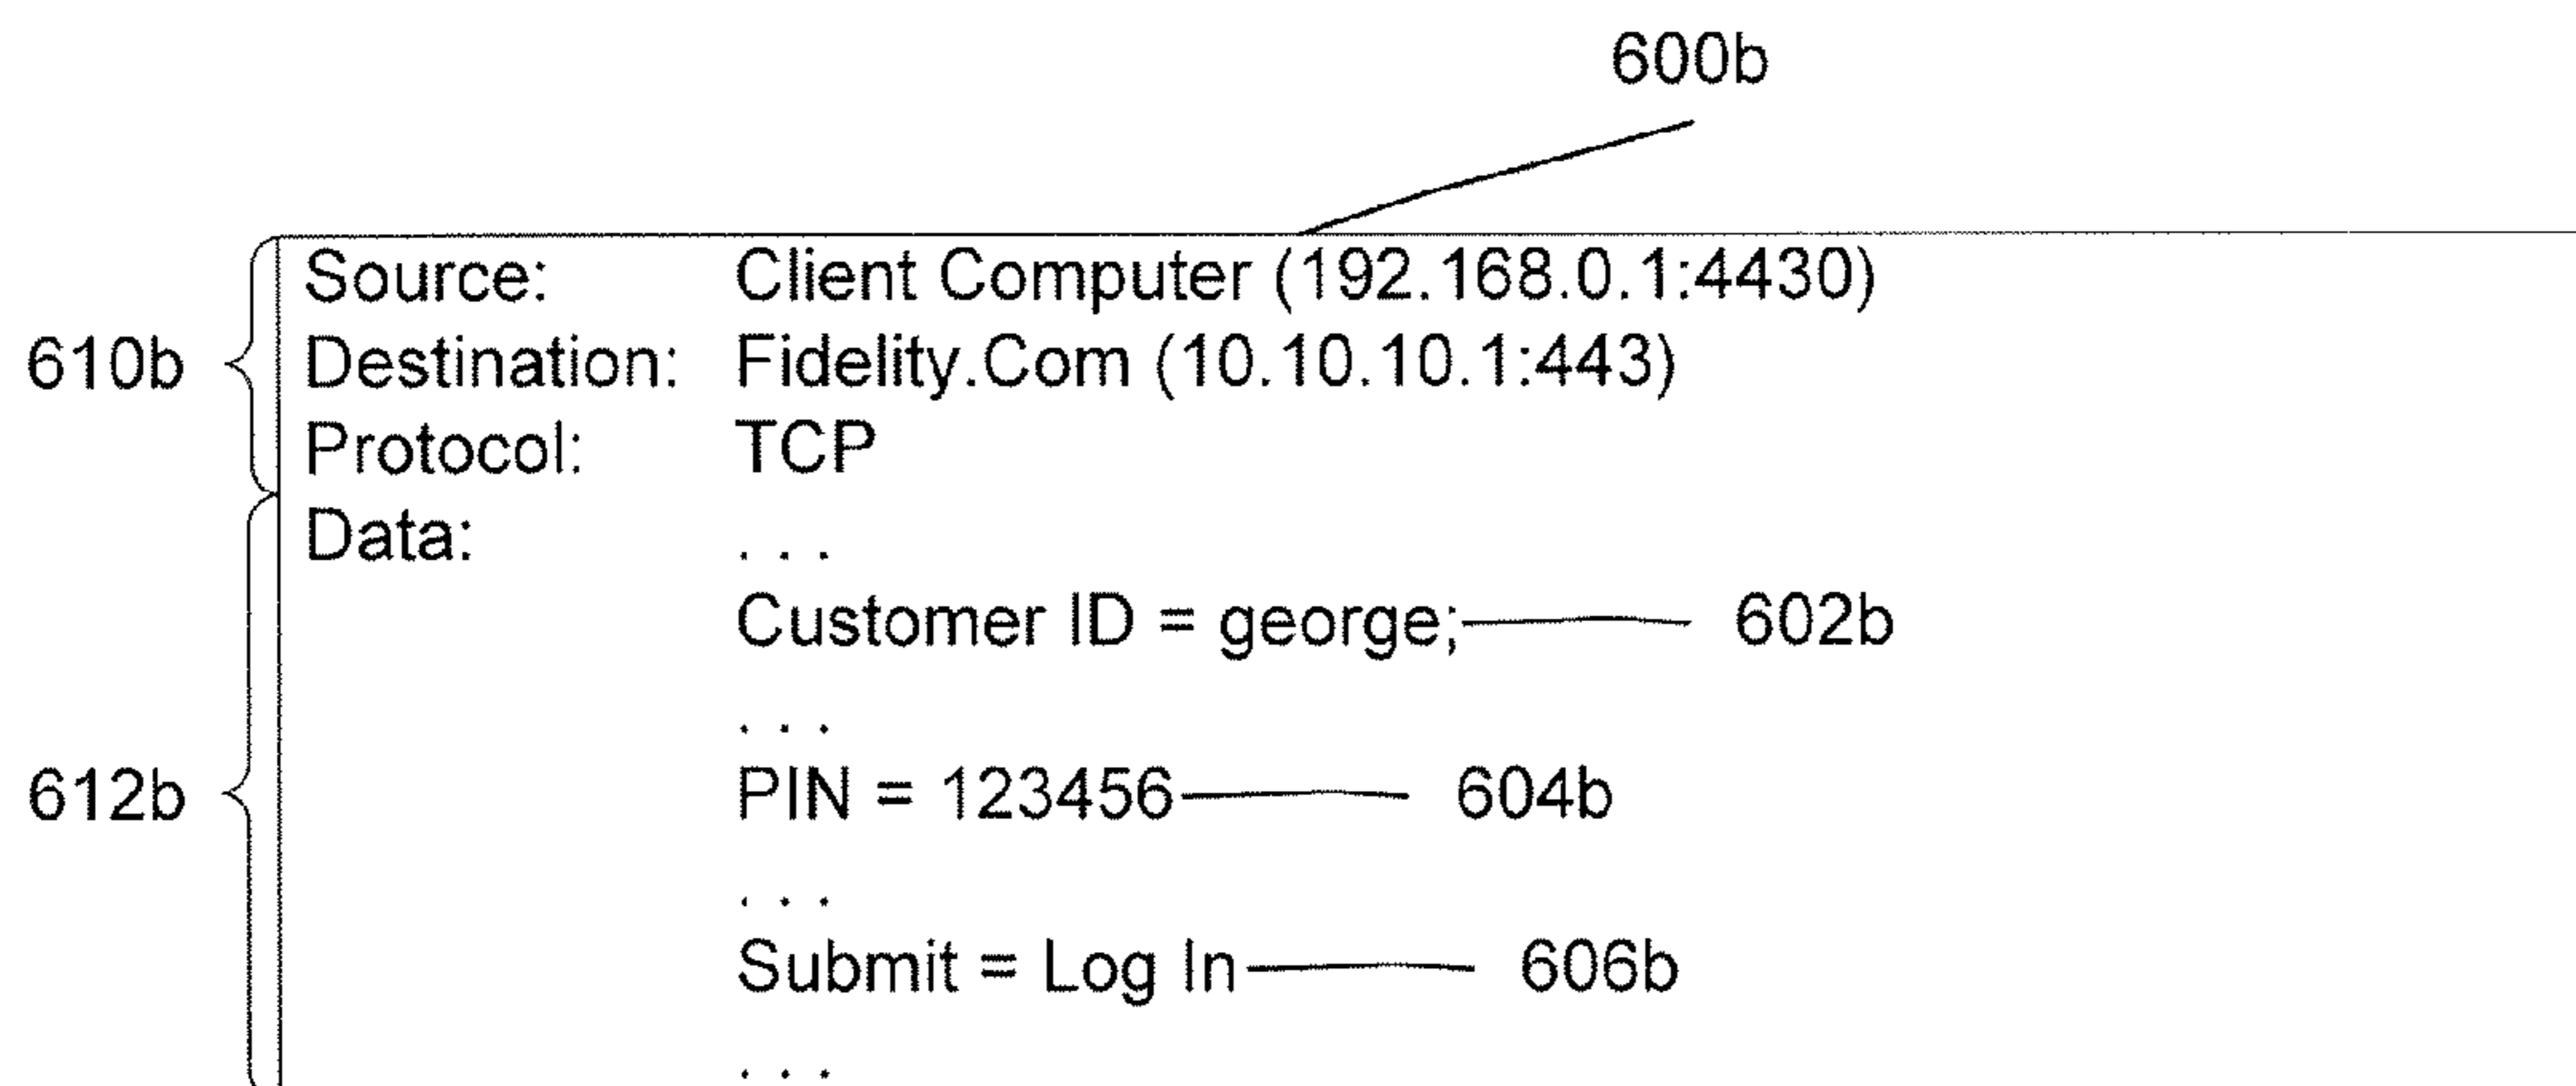 600b
Source: Client Computer (192.168.0.1:4430)
610b Destination: Fidelity.Com (10.10.10.1:443)
Protocol: TCP
Data: . . .
Customer ID = george; 602b
. . .
612b PIN = 123456 604b
. . .
Submit = Log In 606b
. . .